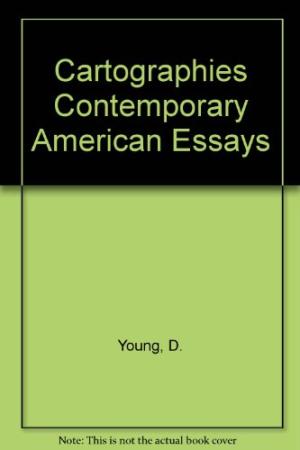 Cartographies
Contemporary
American Essays
Young, D.
Note: This is not the actual book cover